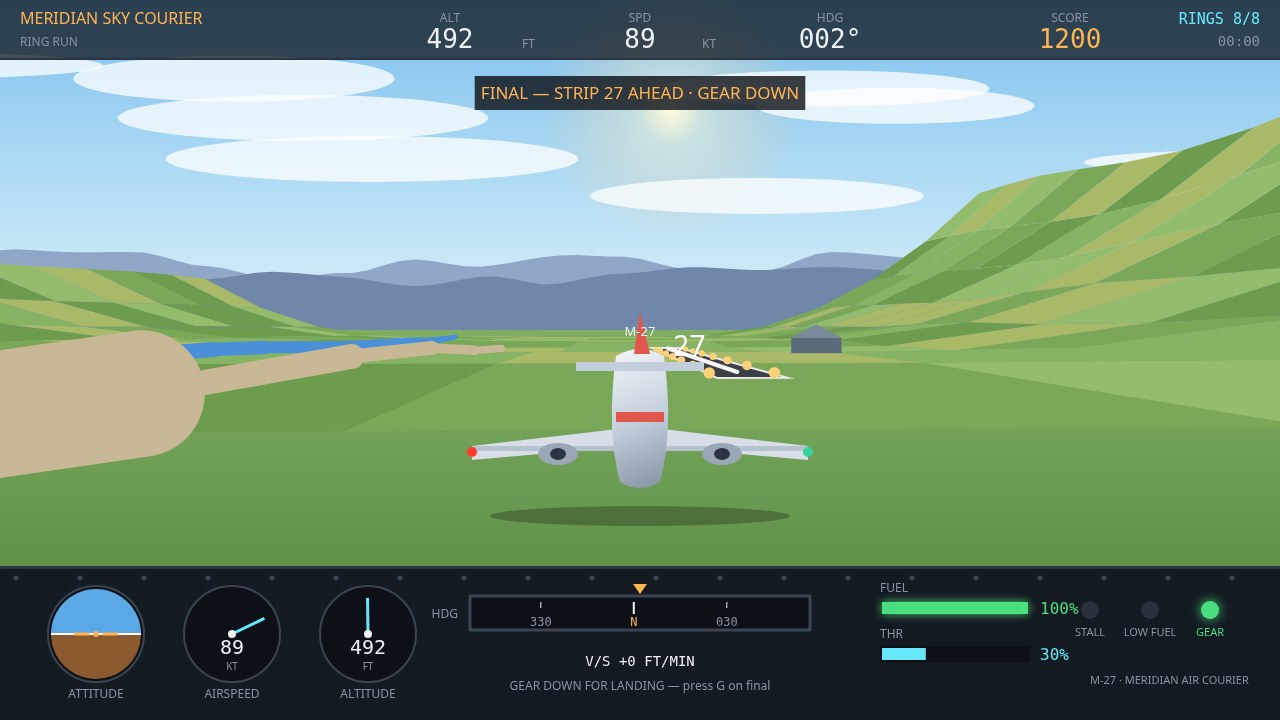 MERIDIAN SKY COURIER
RING RUN
ALT
492 FT
SPD
89 KT
HDG
002°
SCORE
1200
RINGS 8/8
00:00
FINAL — STRIP 27 AHEAD · GEAR DOWN
M-27
27
89
KT
AIRSPEED
492
FT
ALTITUDE
ATTITUDE
HDG
330 N 030
V/S +0 FT/MIN
GEAR DOWN FOR LANDING — press G on final
FUEL
100%
THR
30%
STALL
LOW FUEL
GEAR
M-27 · MERIDIAN AIR COURIER